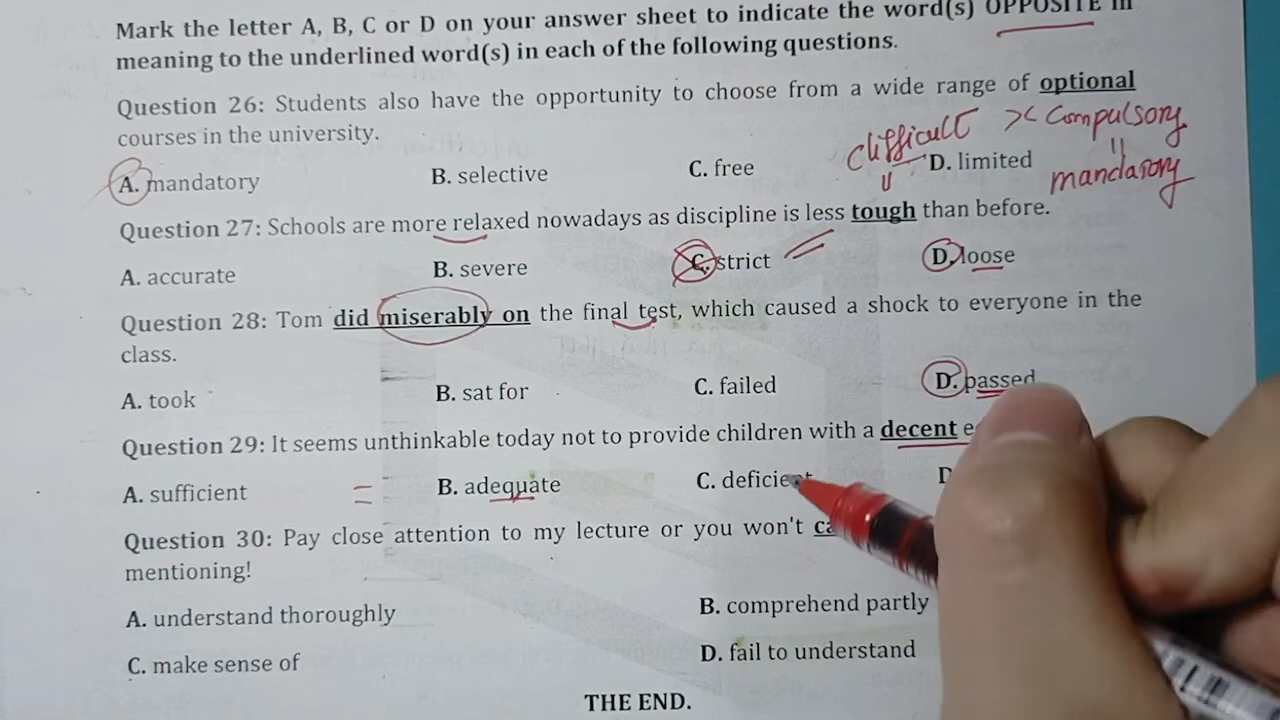 Mark the letter A, B, C or D on your answer sheet to indicate the word(s) OPPOSITE in
meaning to the underlined word(s) in each of the following questions.
Question 26: Students also have the opportunity to choose from a wide range of optional
courses in the university.
difficult >< compulsory
=
mandatory
A. mandatory B. selective C. free D. limited
Question 27: Schools are more relaxed nowadays as discipline is less tough than before.
A. accurate B. severe C. strict = D. loose
Question 28: Tom did miserably on the final test, which caused a shock to everyone in the
class.
A. took B. sat for C. failed D. passed
Question 29: It seems unthinkable today not to provide children with a decent
A. sufficient = B. adequate C. deficient D
Question 30: Pay close attention to my lecture or you won't
mentioning!
A. understand thoroughly B. comprehend partly
C. make sense of D. fail to understand
THE END.